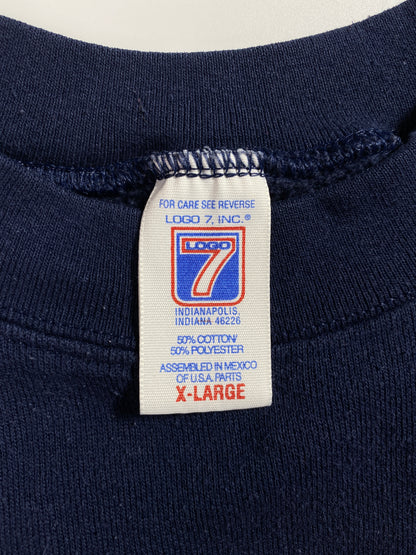 FOR CARE SEE REVERSE
LOGO 7, INC.®
LOGO
7
INDIANAPOLIS,
INDIANA 46226
50% COTTON/
50% POLYESTER
ASSEMBLED IN MEXICO
OF U.S.A. PARTS
X-LARGE